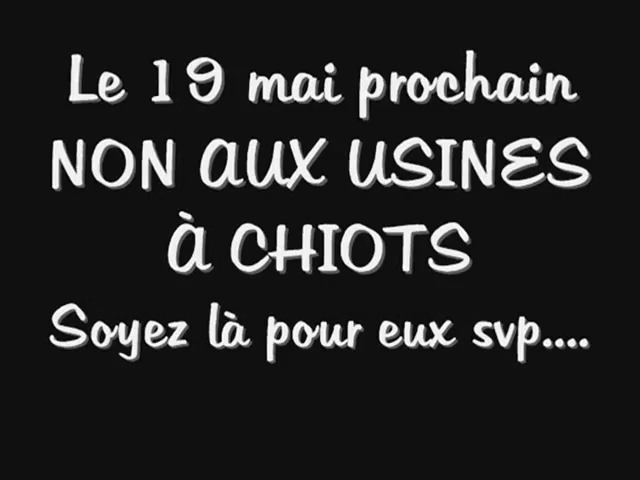 Le 19 mai prochain
NON AUX USINES
À CHIOTS
Soyez là pour eux svp....